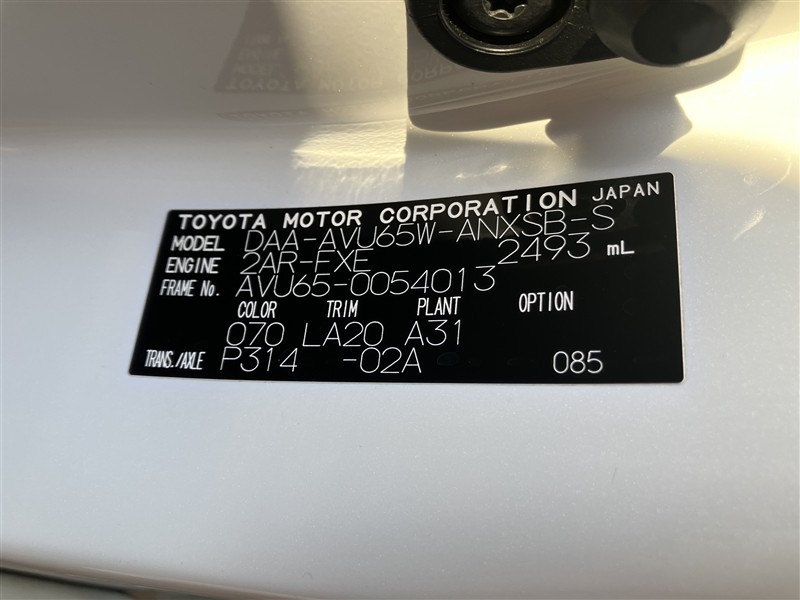 TOYOTA MOTOR CORPORATION JAPAN
MODEL DAA-AVU65W-ANXSB-S
ENGINE 2AR-FXE 2493 mL
FRAME No. AVU65-0054013
COLOR TRIM PLANT OPTION
070 LA20 A31
TRANS./AXLE P314 -02A 085